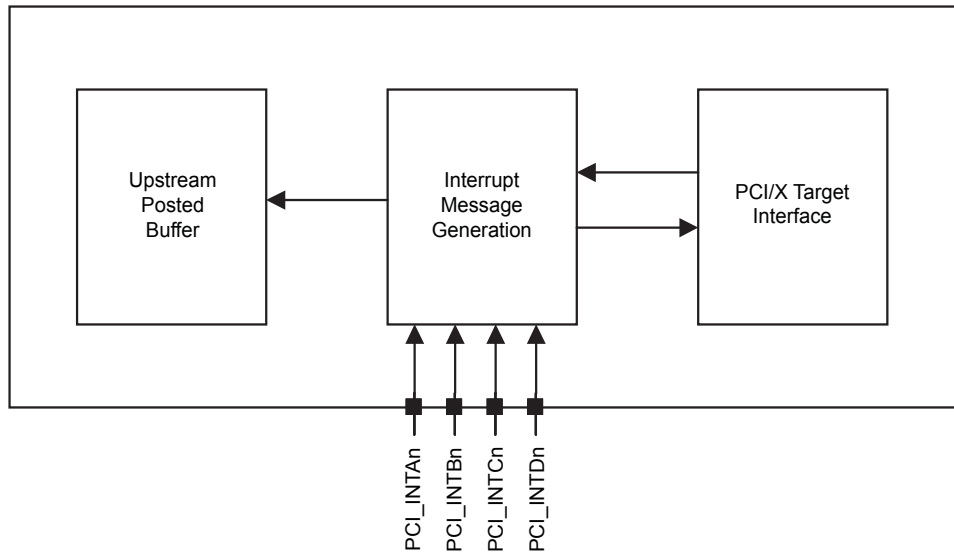 Upstream
Posted
Buffer
Interrupt
Message
Generation
PCI/X Target
Interface
PCI_INTAn
PCI_INTBn
PCI_INTCn
PCI_INTDn